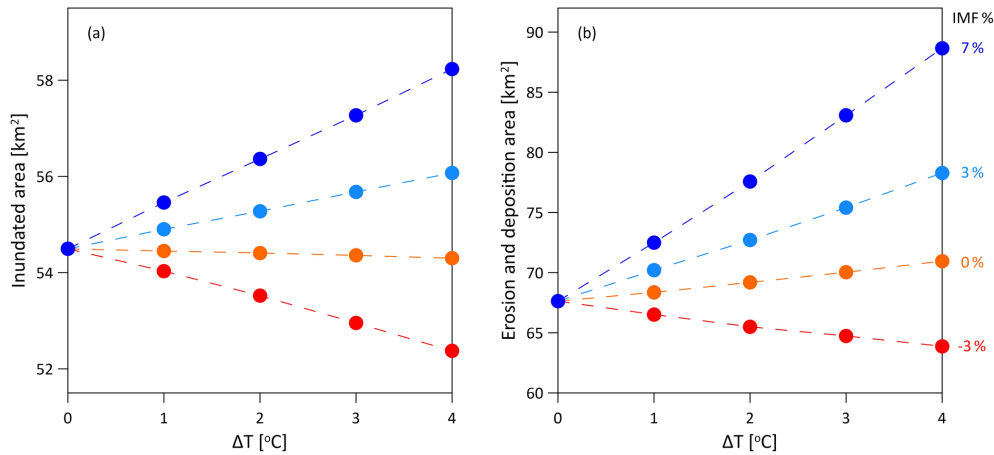 (a)
Inundated area [km²]
58
56
54
52
0 1 2 3 4
ΔT [°C]
(b)
Erosion and deposition area [km²]
90
85
80
75
70
65
60
0 1 2 3 4
ΔT [°C]
IMF %
7 %
3 %
0 %
-3 %